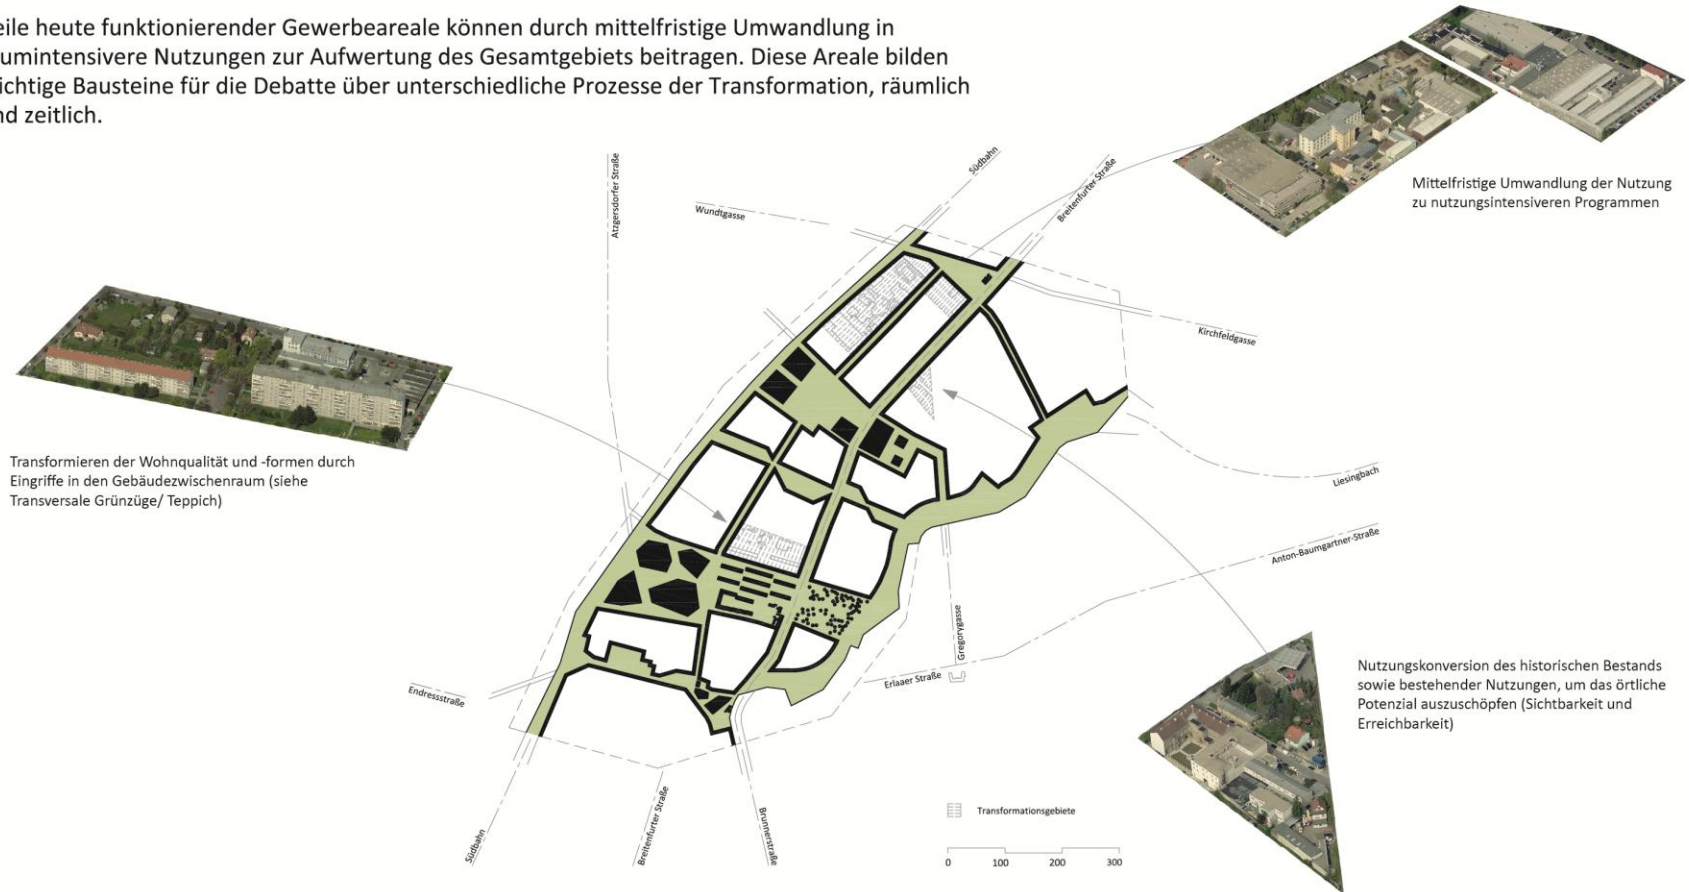 eile heute funktionierender Gewerbeareale können durch mittelfristige Umwandlung in
umintensivere Nutzungen zur Aufwertung des Gesamtgebiets beitragen. Diese Areale bilden
ichtige Bausteine für die Debatte über unterschiedliche Prozesse der Transformation, räumlich
nd zeitlich.
Atzgersdorfer Straße
Wundtgasse
Südbahn
Breitenfurter Straße
Mittelfristige Umwandlung der Nutzung
zu nutzungsintensiveren Programmen
Kirchfeldgasse
Transformieren der Wohnqualität und -formen durch
Eingriffe in den Gebäudezwischenraum (siehe
Transversale Grünzüge/ Teppich)
Liesingbach
Anton-Baumgartner-Straße
Gregorygasse
Erlaaer Straße
Endressstraße
Nutzungskonversion des historischen Bestands
sowie bestehender Nutzungen, um das örtliche
Potenzial auszuschöpfen (Sichtbarkeit und
Erreichbarkeit)
Südbahn
Breitenfurter Straße
Brunnerstraße
Transformationsgebiete
0 100 200 300